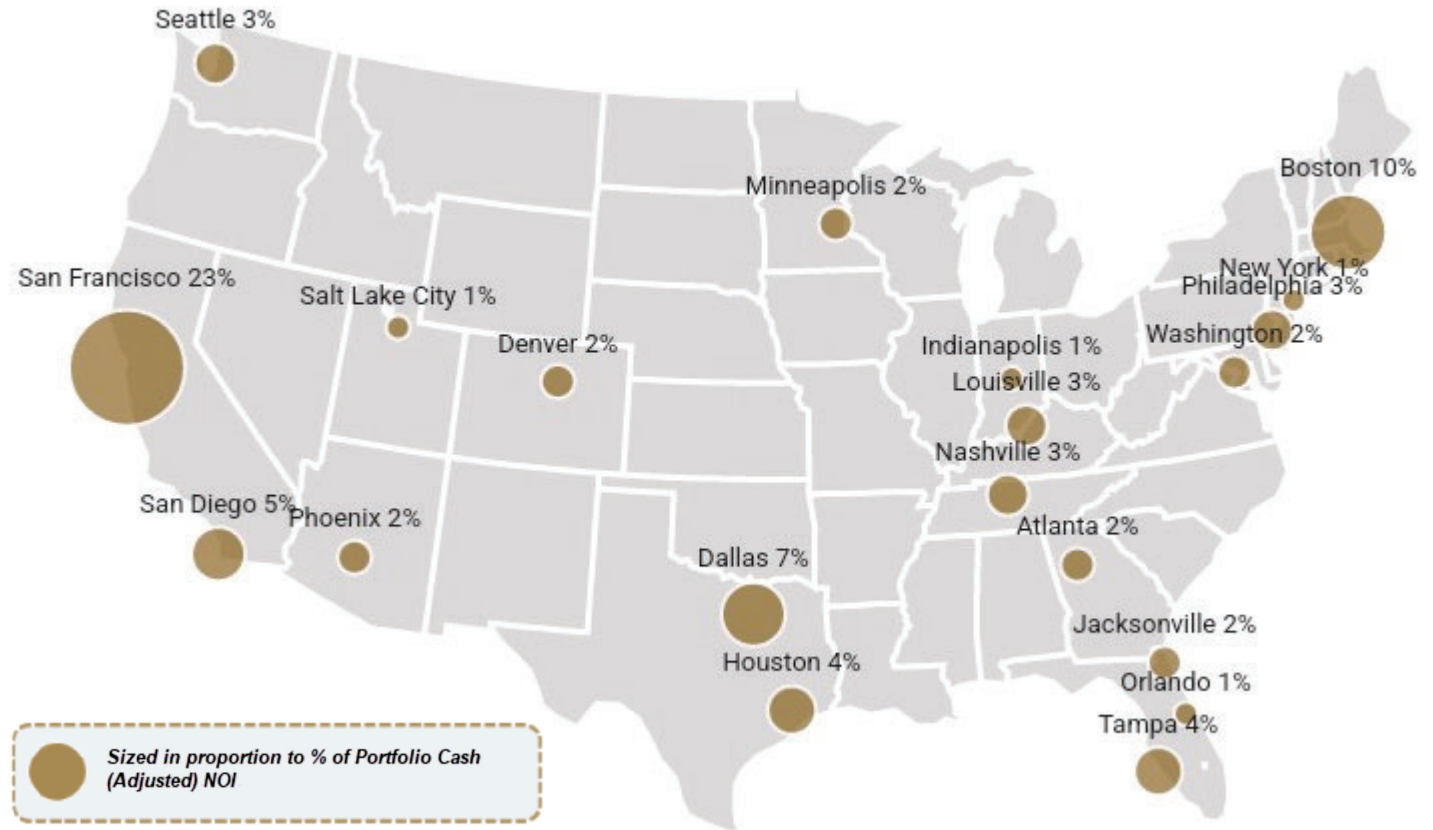 Seattle 3%
Boston 10%
Minneapolis 2%
New York 1%
San Francisco 23%
Philadelphia 3%
Salt Lake City 1%
Washington 2%
Denver 2%
Indianapolis 1%
Louisville 3%
Nashville 3%
San Diego 5%
Phoenix 2%
Atlanta 2%
Dallas 7%
Jacksonville 2%
Houston 4%
Orlando 1%
Tampa 4%
Sized in proportion to % of Portfolio Cash
(Adjusted) NOI